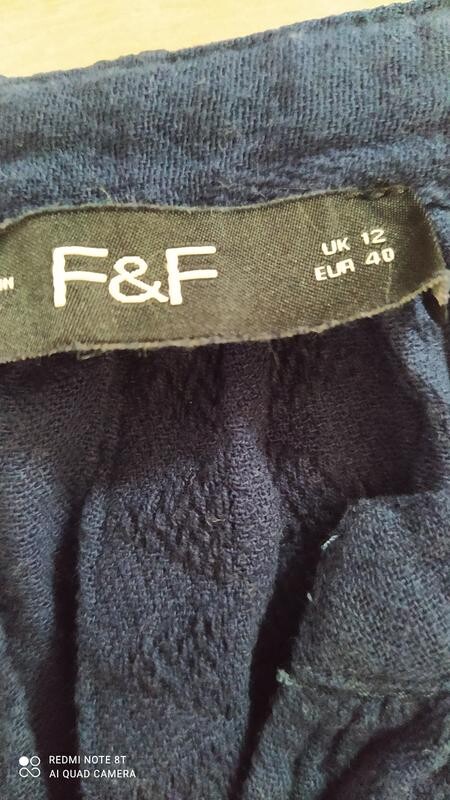 F&F
UK 12
EUR 40
REDMI NOTE 8T
AI QUAD CAMERA